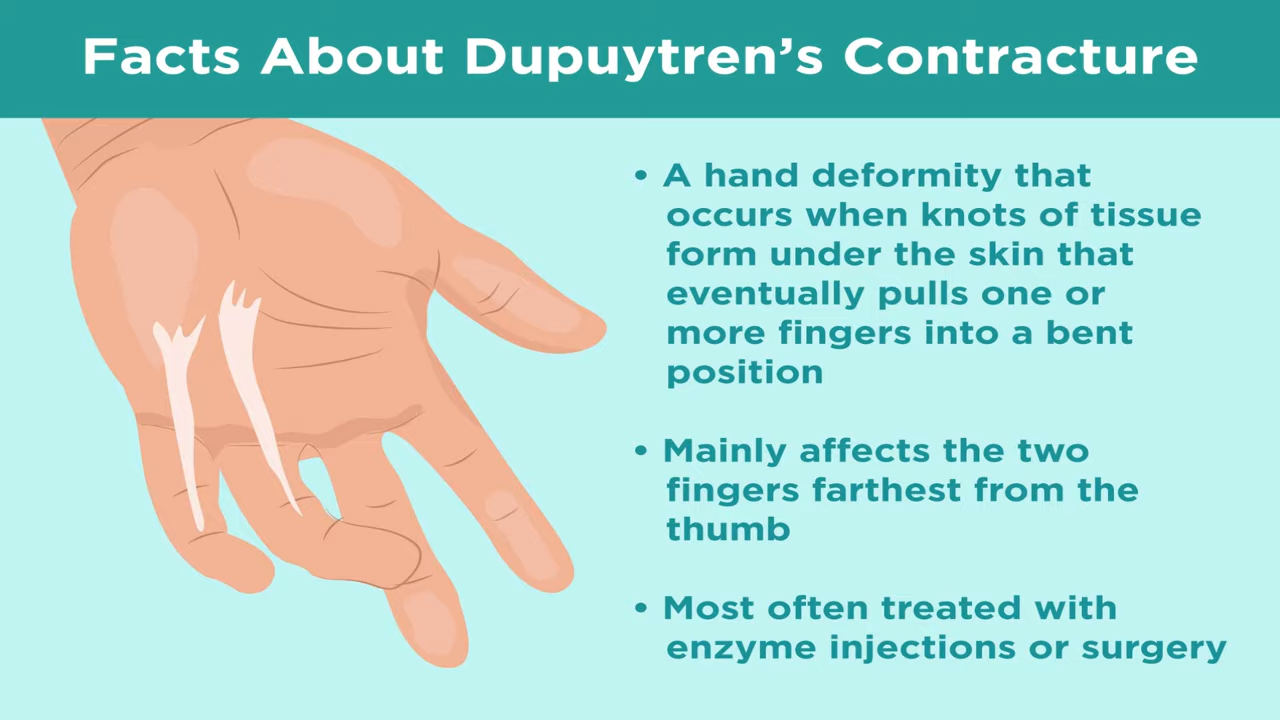 Facts About Dupuytren’s Contracture
• A hand deformity that
occurs when knots of tissue
form under the skin that
eventually pulls one or
more fingers into a bent
position
• Mainly affects the two
fingers farthest from the
thumb
• Most often treated with
enzyme injections or surgery